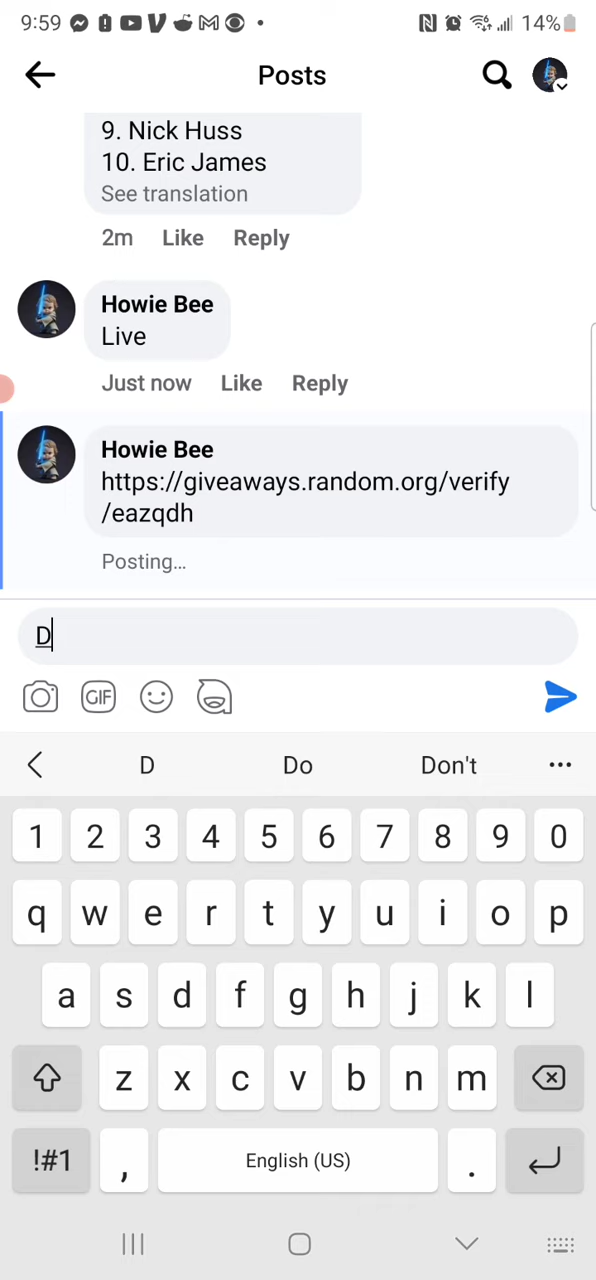 9:59 14%
Posts
9. Nick Huss
10. Eric James
See translation
2m Like Reply
Howie Bee
Live
Just now Like Reply
Howie Bee
https://giveaways.random.org/verify
/eazqdh
Posting...
D
GIF
D Do Don't ...
1 2 3 4 5 6 7 8 9 0
q w e r t y u i o p
a s d f g h j k l
z x c v b n m
!#1 , English (US) .